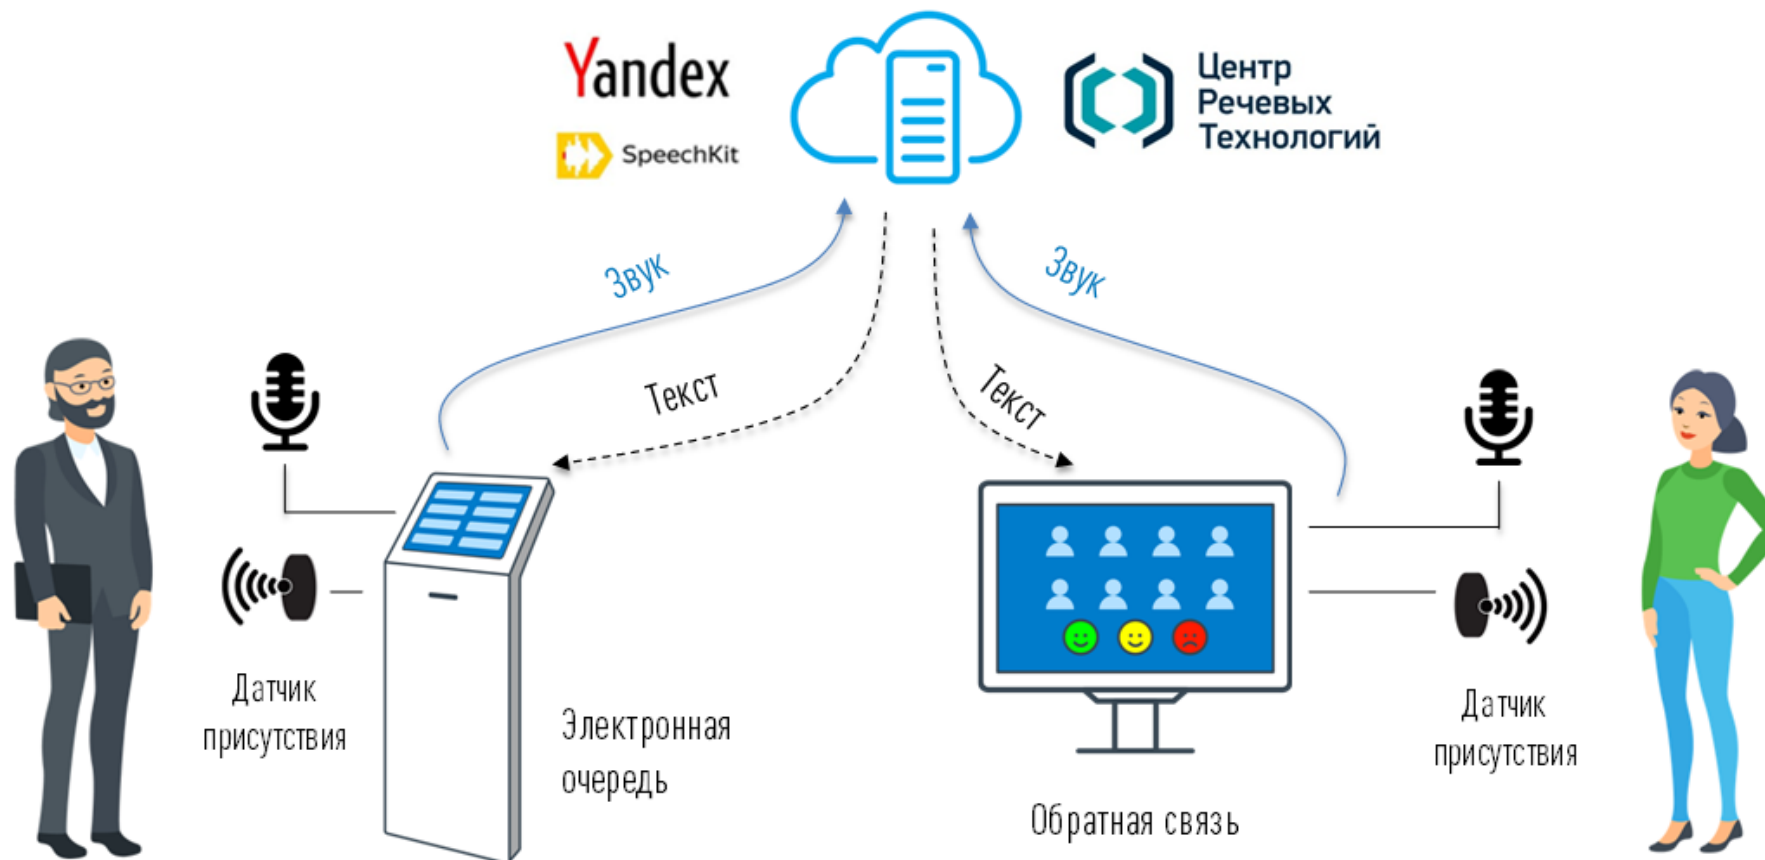 Yandex
SpeechKit
Центр
Речевых
Технологий
Звук
Звук
Текст
Текст
Датчик
присутствия
Электронная
очередь
Обратная связь
Датчик
присутствия